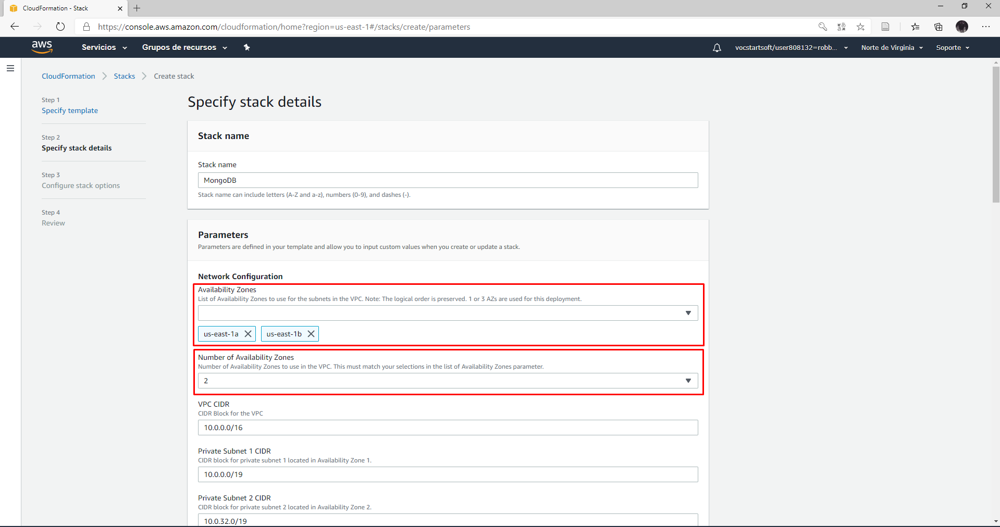 CloudFormation - Stack
https://console.aws.amazon.com/cloudformation/home?region=us-east-1#/stacks/create/parameters
aws
Servicios
Grupos de recursos
vocstartsoft/user808132=robb...
Norte de Virginia
Soporte
CloudFormation
Stacks
Create stack
Step 1
Specify template
Step 2
Specify stack details
Step 3
Configure stack options
Step 4
Review
Specify stack details
Stack name
Stack name
MongoDB
Stack name can include letters (A-Z and a-z), numbers (0-9), and dashes (-).
Parameters
Parameters are defined in your template and allow you to input custom values when you create or update a stack.
Network Configuration
Availability Zones
List of Availability Zones to use for the subnets in the VPC. Note: The logical order is preserved. 1 or 3 AZs are used for this deployment.
us-east-1a
us-east-1b
Number of Availability Zones
Number of Availability Zones to use in the VPC. This must match your selections in the list of Availability Zones parameter.
2
VPC CIDR
CIDR Block for the VPC
10.0.0.0/16
Private Subnet 1 CIDR
CIDR block for private subnet 1 located in Availability Zone 1.
10.0.0.0/19
Private Subnet 2 CIDR
CIDR block for private subnet 2 located in Availability Zone 2.
10.0.32.0/19